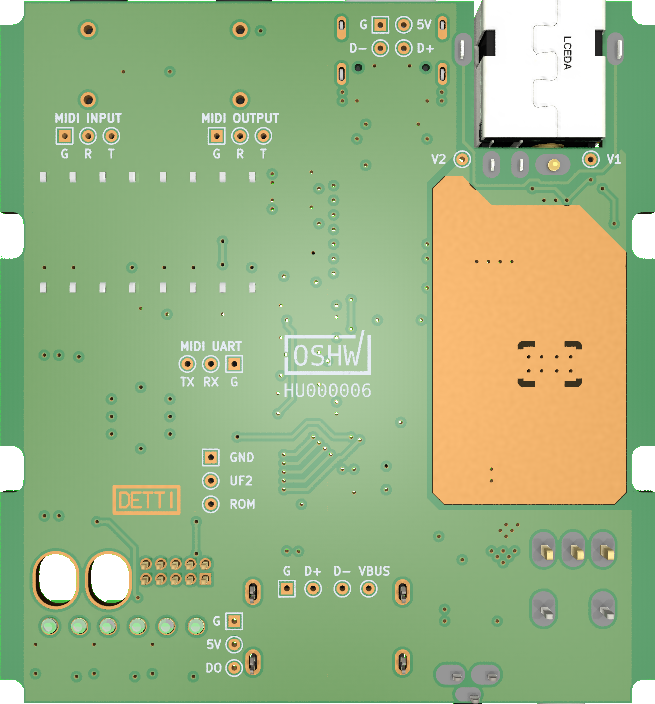 G 5V
D- D+
LCEDA
MIDI INPUT
G R T
MIDI OUTPUT
G R T
V2
V1
MIDI UART
TX RX G
OSHW
HU000006
GND
UF2
ROM
DETTI
G D+ D- VBUS
G
5V
DO